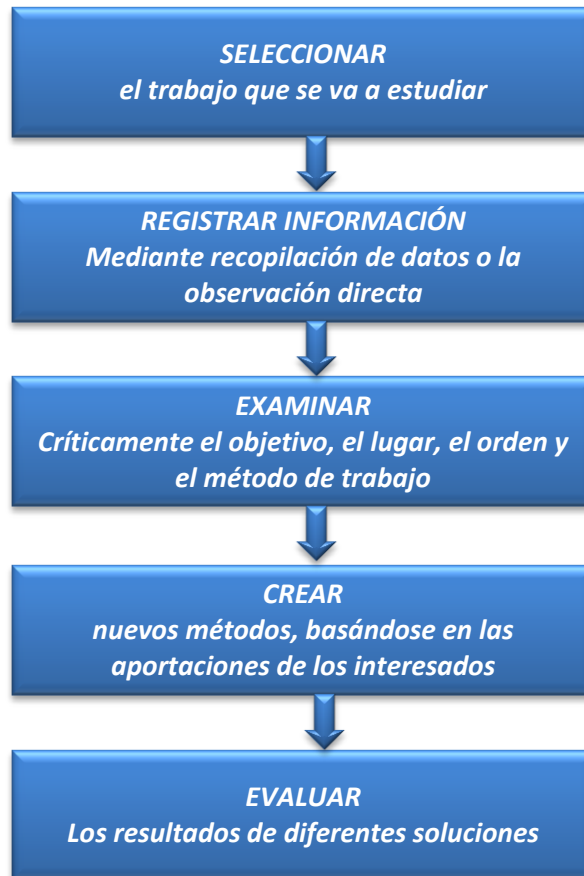 SELECCIONAR
el trabajo que se va a estudiar
REGISTRAR INFORMACIÓN
Mediante recopilación de datos o la
observación directa
EXAMINAR
Críticamente el objetivo, el lugar, el orden y
el método de trabajo
CREAR
nuevos métodos, basándose en las
aportaciones de los interesados
EVALUAR
Los resultados de diferentes soluciones